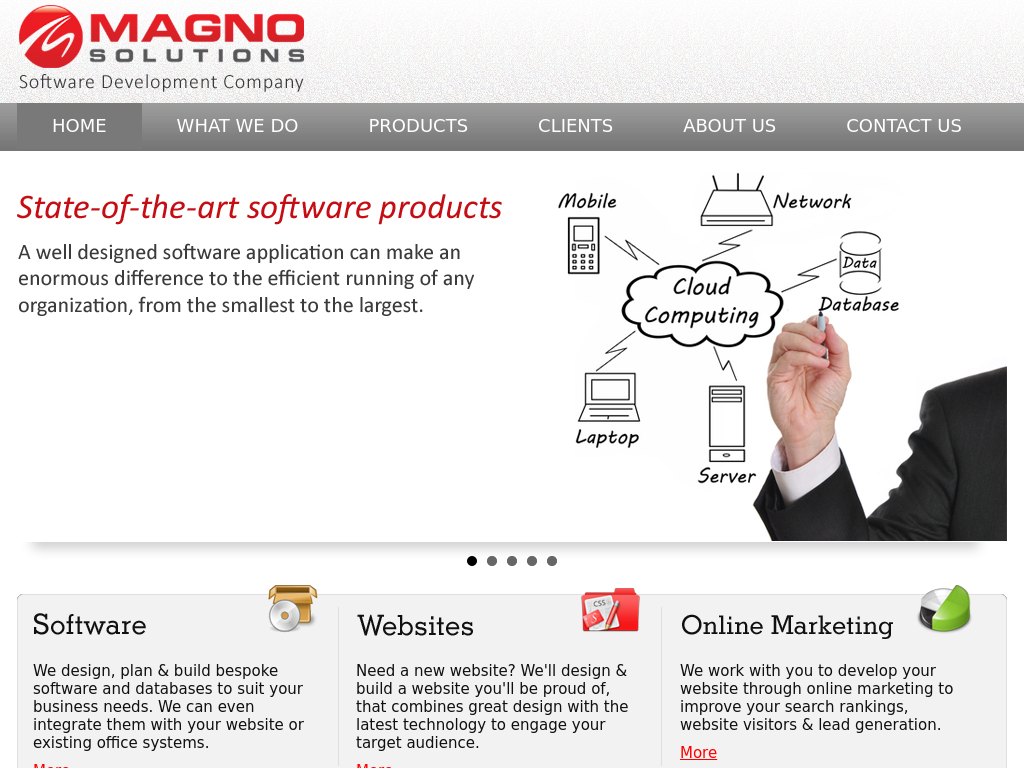 MAGNO
SOLUTIONS
Software Development Company
HOME WHAT WE DO PRODUCTS CLIENTS ABOUT US CONTACT US
State-of-the-art software products
A well designed software application can make an
enormous difference to the efficient running of any
organization, from the smallest to the largest.
Mobile
Network
Data
Database
Cloud
Computing
Laptop
Server
Software
We design, plan & build bespoke
software and databases to suit your
business needs. We can even
integrate them with your website or
existing office systems.
More
Websites
CSS
Need a new website? We'll design &
build a website you'll be proud of,
that combines great design with the
latest technology to engage your
target audience.
More
Online Marketing
We work with you to develop your
website through online marketing to
improve your search rankings,
website visitors & lead generation.
More